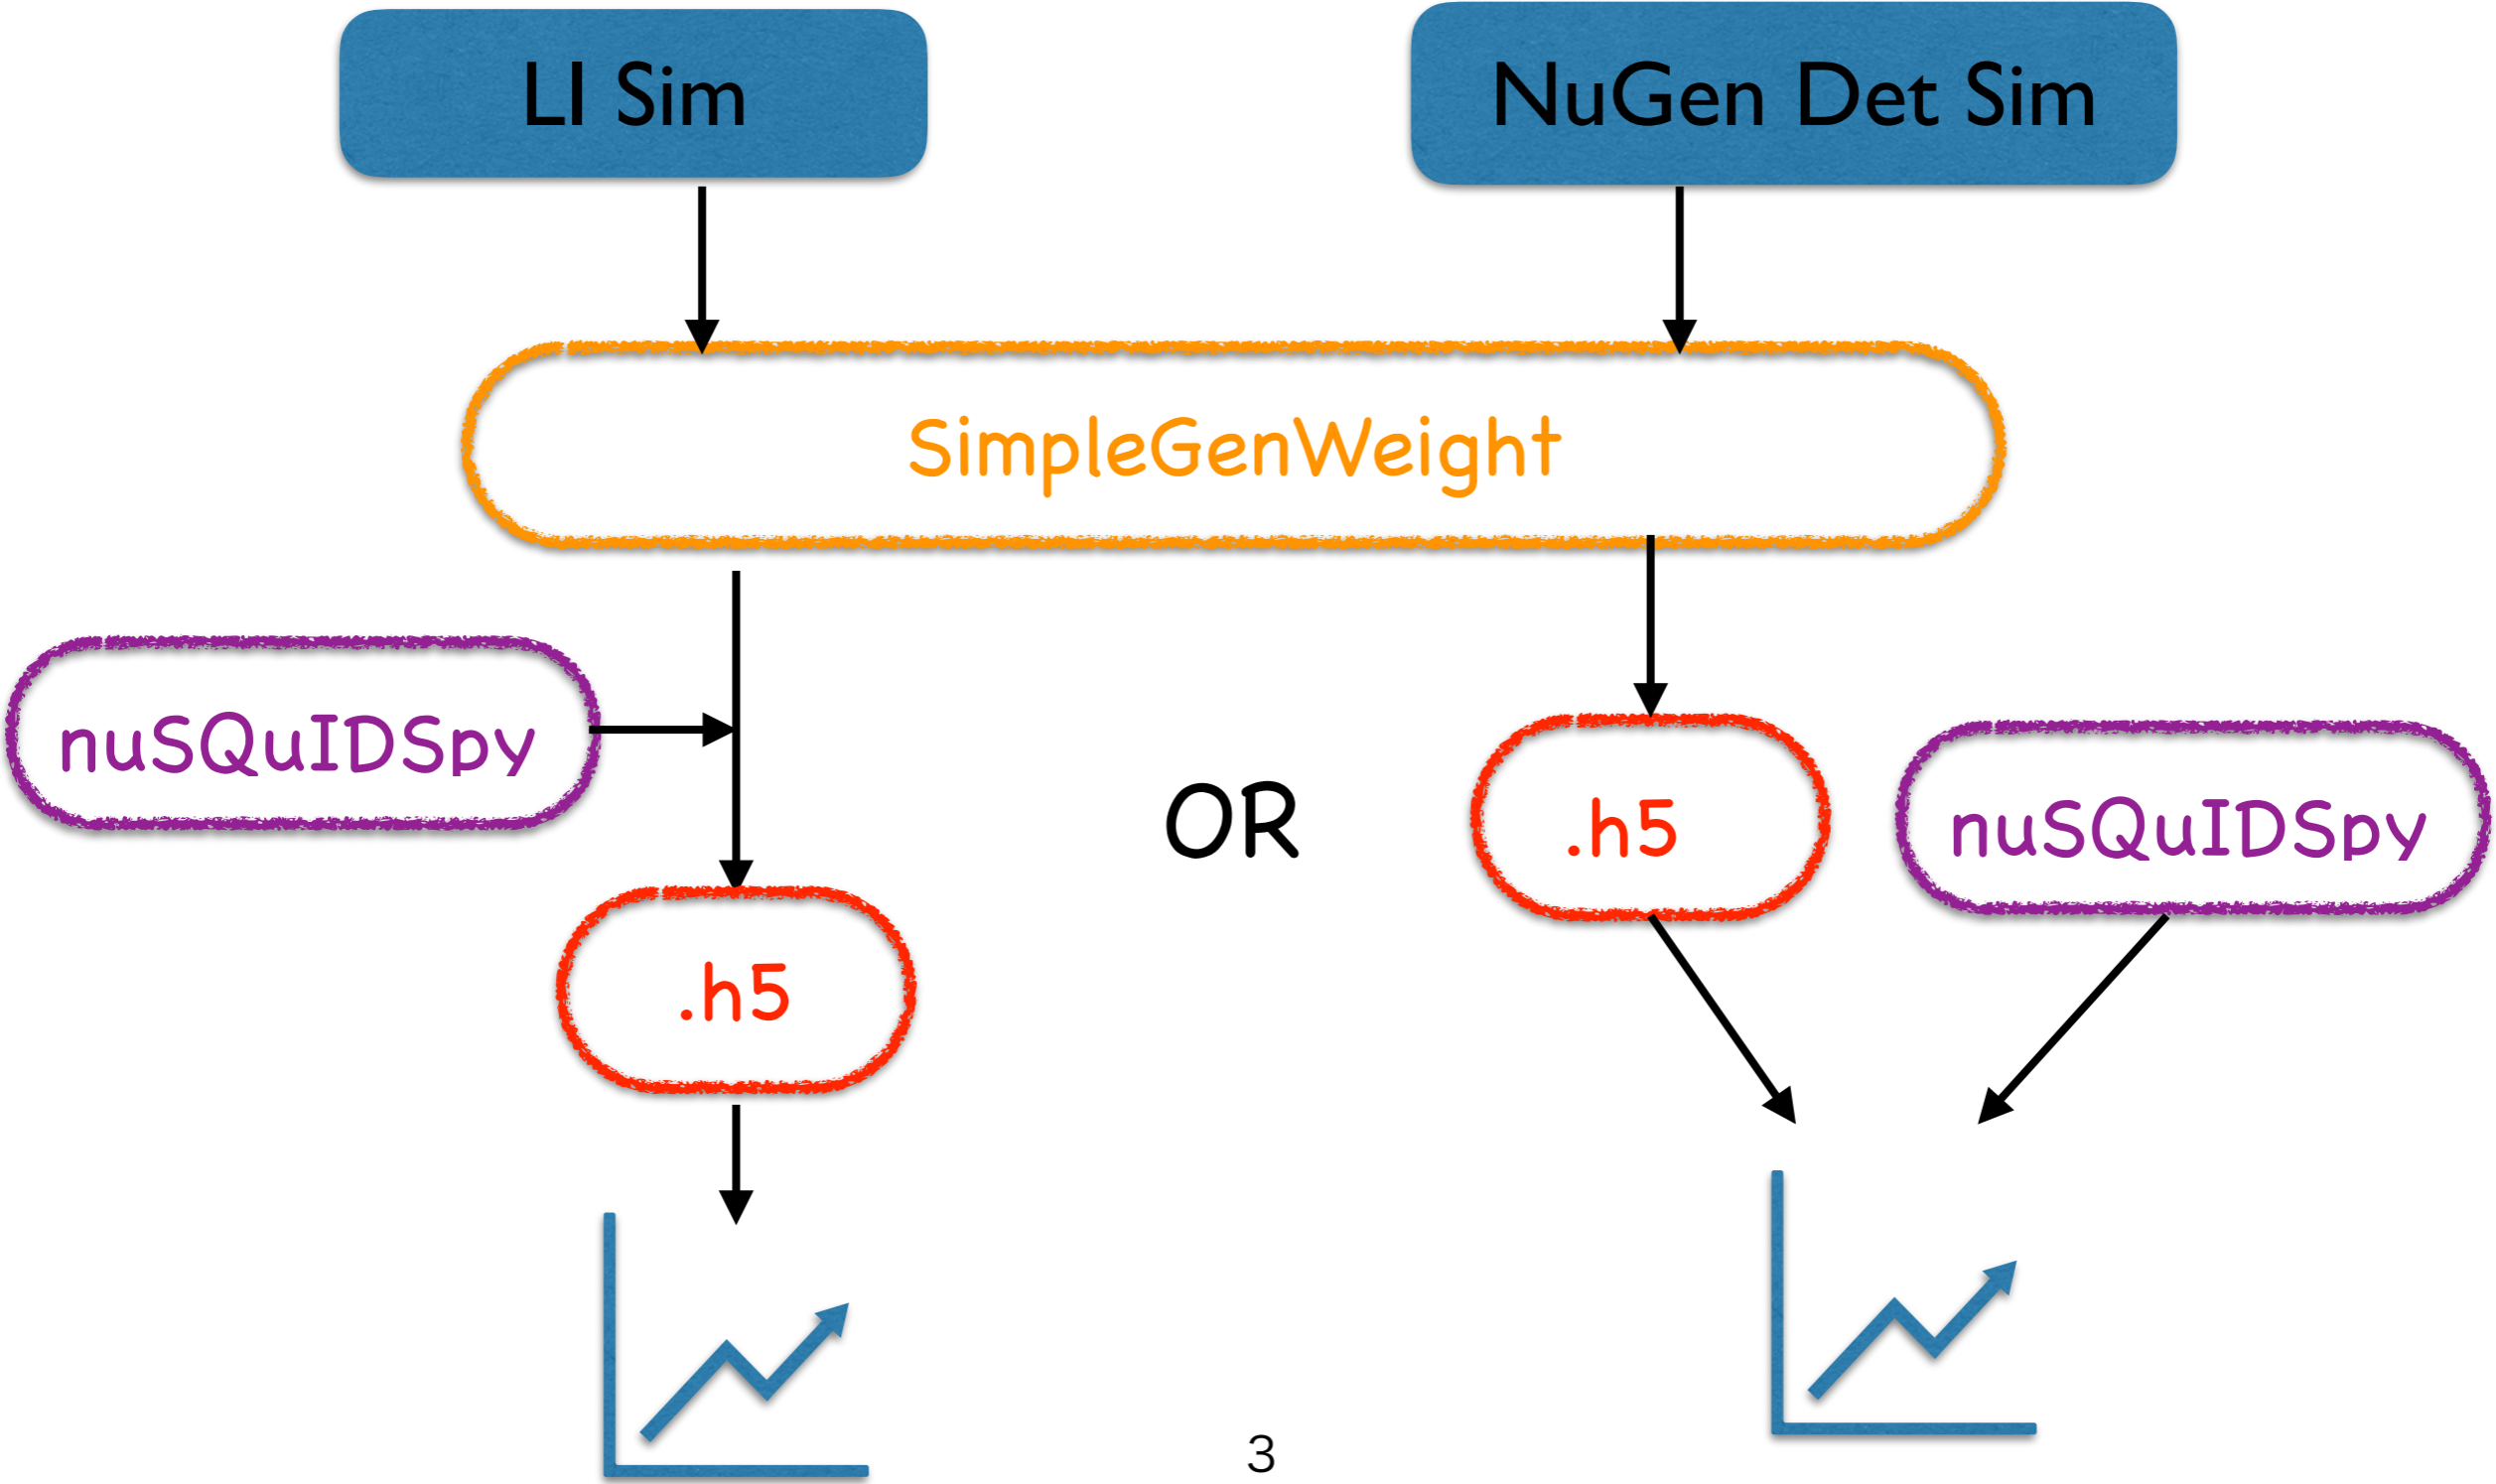 LI Sim
NuGen Det Sim
SimpleGenWeight
nuSQuIDSpy
OR
.h5
nuSQuIDSpy
.h5
3